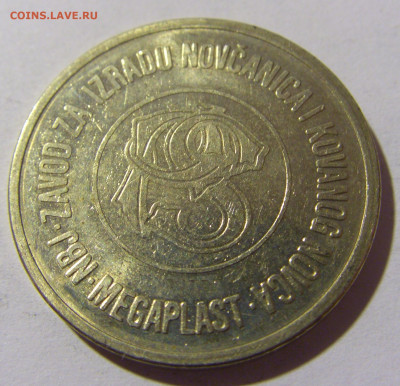 COINS.LAVE.RU
ZAVOD ZA IZRADU NOVČANICA I KOVANOG NOVCA·
NBJ·MEGAPLAST·